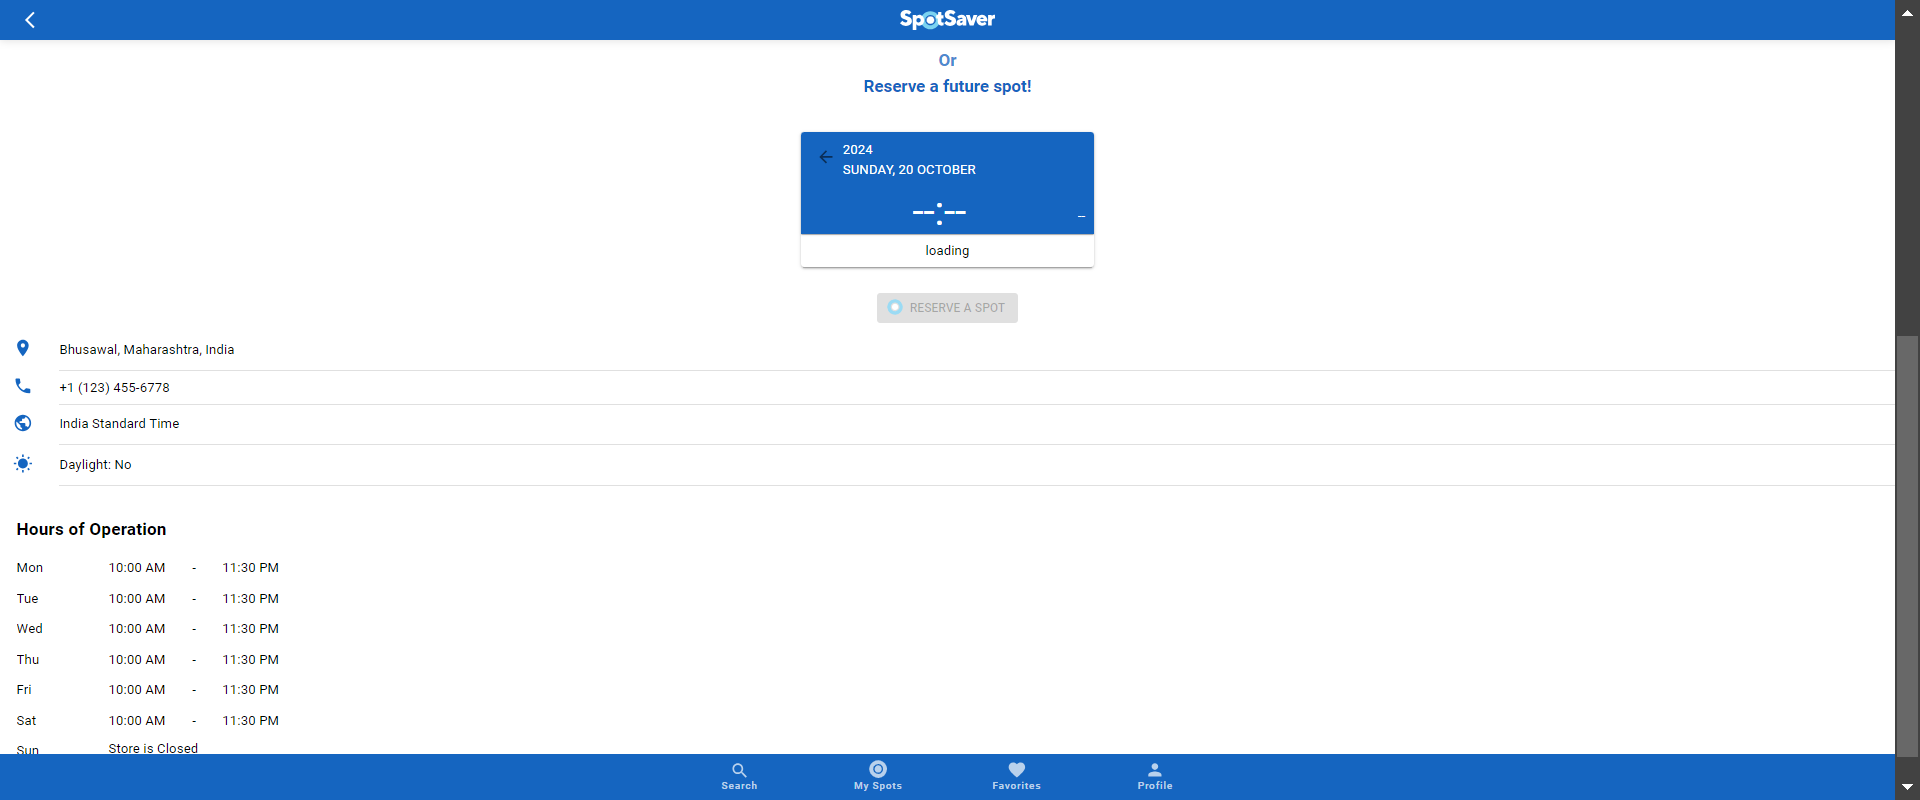 SpotSaver
Or
Reserve a future spot!
2024
SUNDAY, 20 OCTOBER
--:--
–
loading
RESERVE A SPOT
Bhusawal, Maharashtra, India
+1 (123) 455-6778
India Standard Time
Daylight: No
Hours of Operation
Mon 10:00 AM - 11:30 PM
Tue 10:00 AM - 11:30 PM
Wed 10:00 AM - 11:30 PM
Thu 10:00 AM - 11:30 PM
Fri 10:00 AM - 11:30 PM
Sat 10:00 AM - 11:30 PM
Sun Store is Closed
Search My Spots Favorites Profile